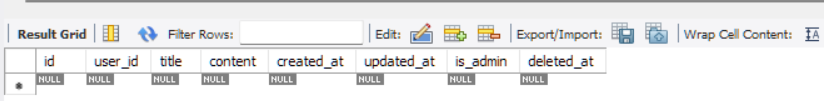 Result Grid Filter Rows: Edit: Export/Import: Wrap Cell Content: IA
id user_id title content created_at updated_at is_admin deleted_at
* NULL NULL NULL NULL NULL NULL NULL NULL